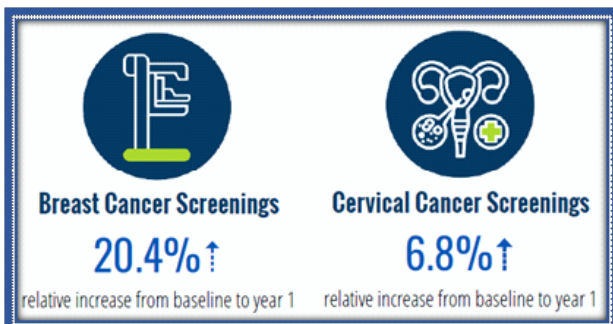 Breast Cancer Screenings
20.4%↑
relative increase from baseline to year 1
Cervical Cancer Screenings
6.8%↑
relative increase from baseline to year 1